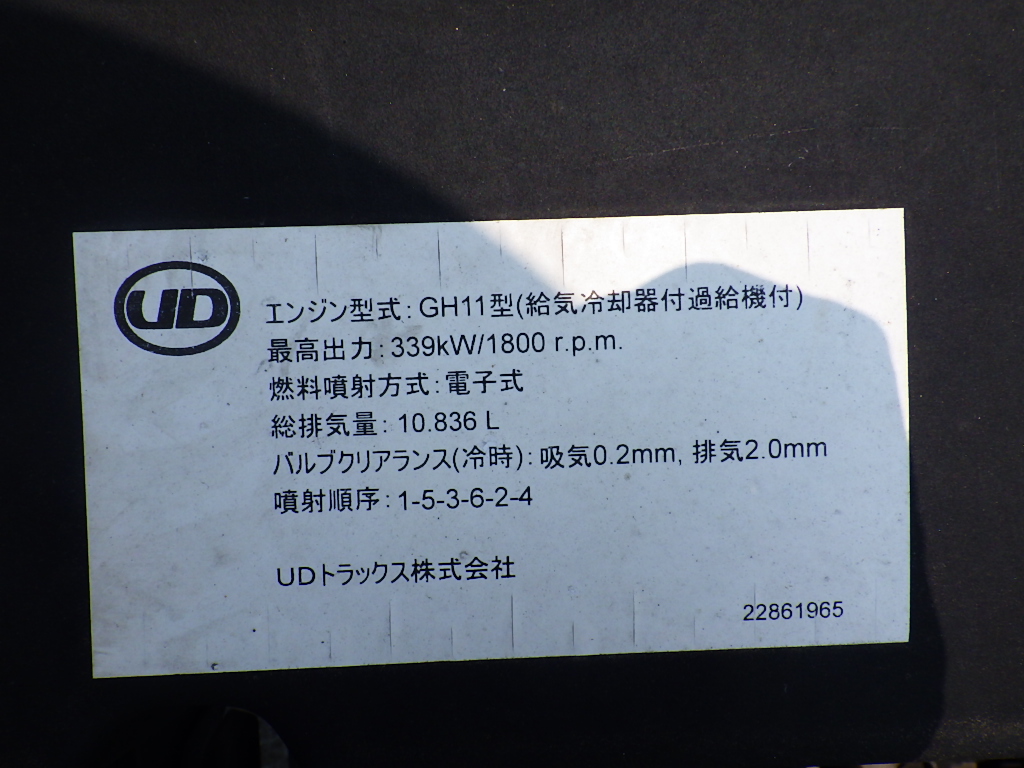 UD
エンジン型式: GH11型(給気冷却器付過給機付)
最高出力: 339kW/1800 r.p.m.
燃料噴射方式: 電子式
総排気量: 10.836 L
バルブクリアランス(冷時): 吸気0.2mm, 排気2.0mm
噴射順序: 1-5-3-6-2-4
UDトラックス株式会社
22861965